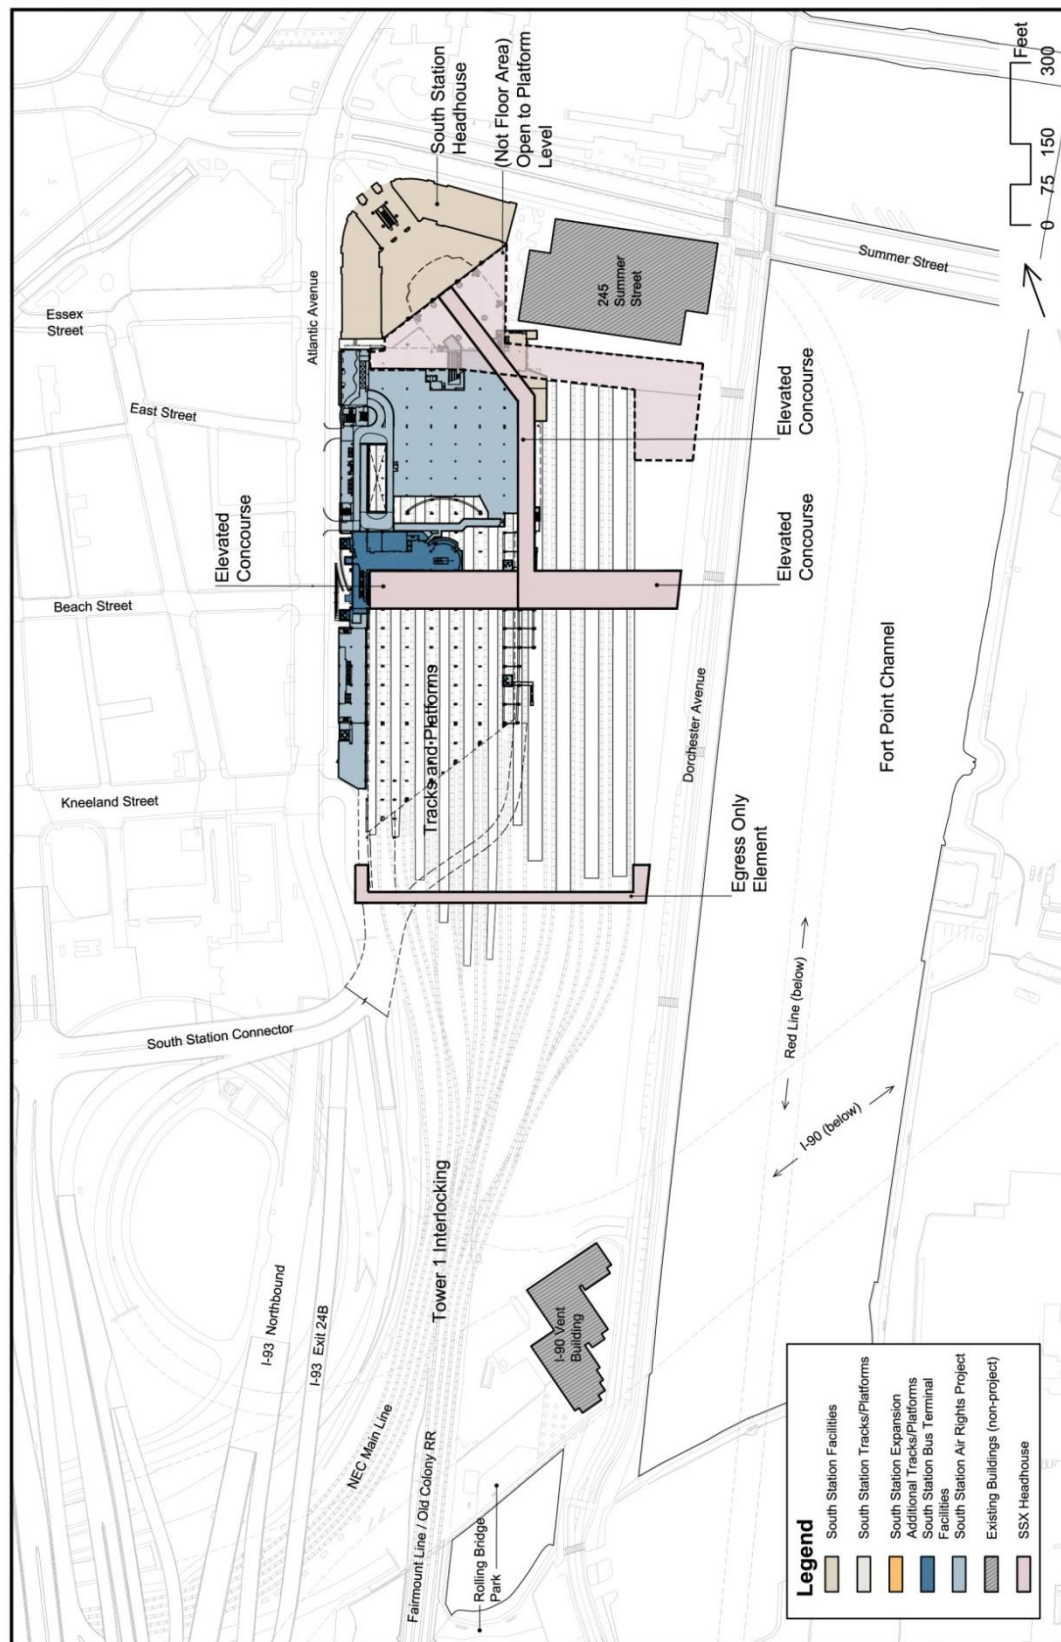 Essex
Street
East Street
Atlantic Avenue
Beach Street
Kneeland Street
South Station
Headhouse
(Not Floor Area)
Open to Platform
Level
245
Summer
Street
Summer Street
Feet
0 75 150 300
Elevated
Concourse
Elevated
Concourse
Elevated
Concourse
Tracks and Platforms
Dorchester Avenue
Fort Point Channel
Egress Only
Element
South Station Connector
Red Line (below)
I-90 (below)
Tower 1 Interlocking
I-93 Northbound
I-93 Exit 24B
NEC Main Line
Fairmount Line / Old Colony RR
I-90 Vent
Building
Rolling Bridge
Park
Legend
South Station Facilities
South Station Tracks/Platforms
South Station Expansion
Additional Tracks/Platforms
South Station Bus Terminal
Facilities
South Station Air Rights Project
Existing Buildings (non-project)
SSX Headhouse